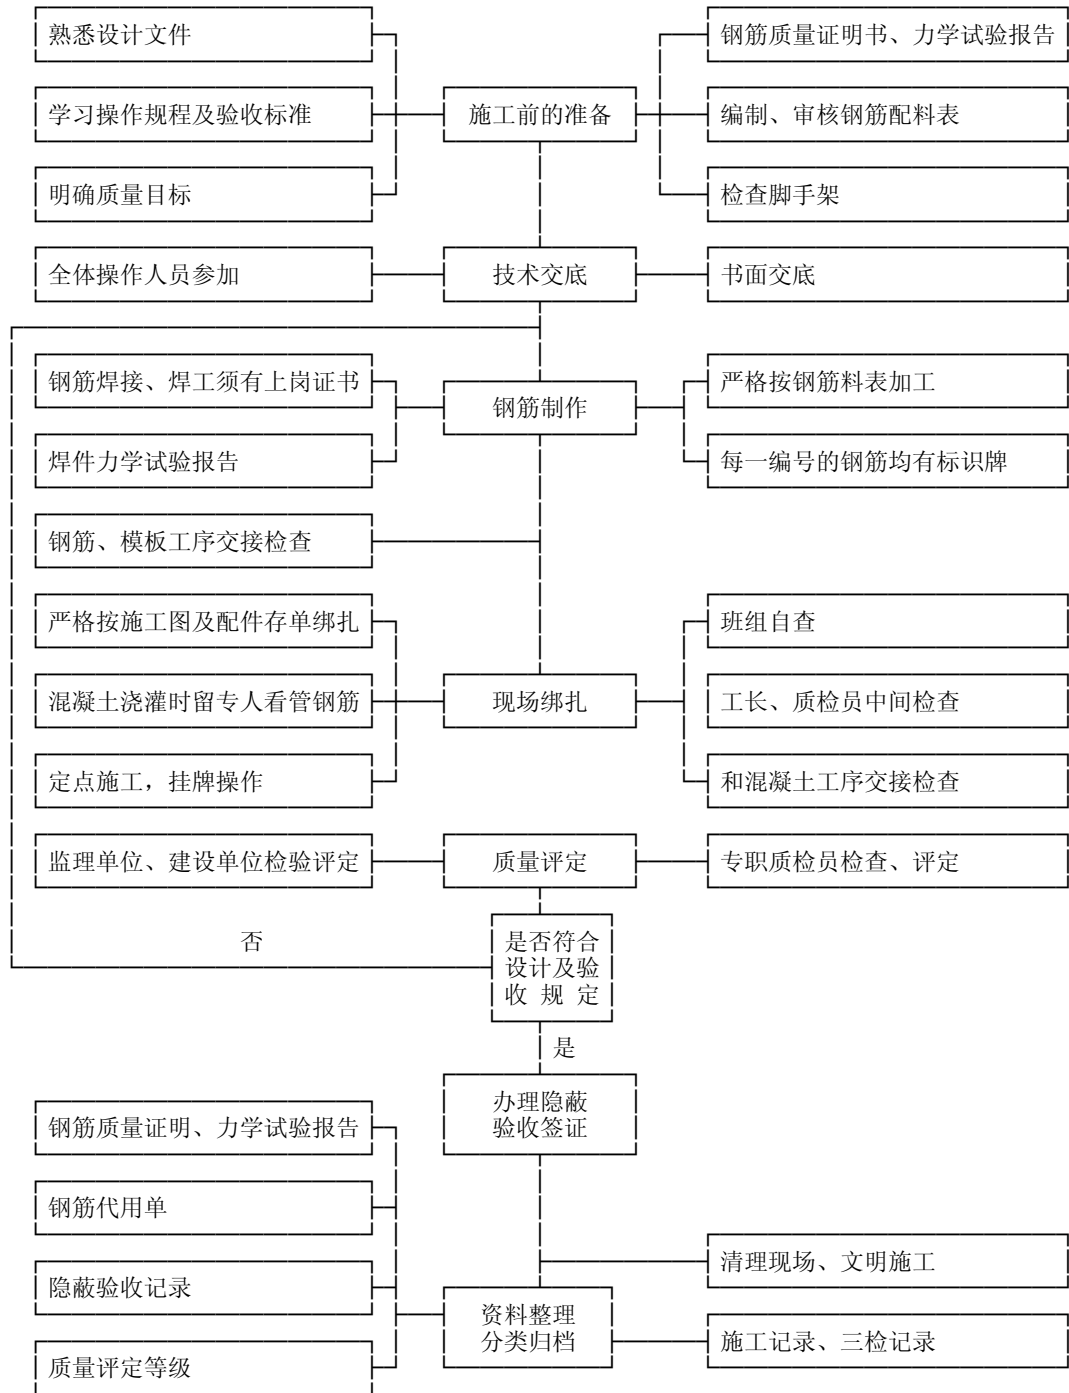 熟悉设计文件
钢筋质量证明书、力学试验报告
学习操作规程及验收标准
施工前的准备
编制、审核钢筋配料表
明确质量目标
检查脚手架
全体操作人员参加
技术交底
书面交底
钢筋焊接、焊工须有上岗证书
严格按钢筋料表加工
钢筋制作
焊件力学试验报告
每一编号的钢筋均有标识牌
钢筋、模板工序交接检查
严格按施工图及配件存单绑扎
班组自查
混凝土浇灌时留专人看管钢筋
现场绑扎
工长、质检员中间检查
定点施工，挂牌操作
和混凝土工序交接检查
监理单位、建设单位检验评定
质量评定
专职质检员检查、评定
否
是否符合
设计及验
收 规 定
是
办理隐蔽
验收签证
钢筋质量证明、力学试验报告
钢筋代用单
清理现场、文明施工
隐蔽验收记录
资料整理
分类归档
施工记录、三检记录
质量评定等级